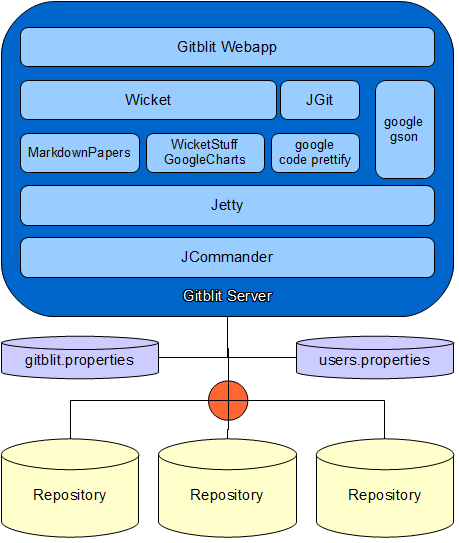 Gitblit Webapp
Wicket
JGit
google
gson
MarkdownPapers
WicketStuff
GoogleCharts
google
code prettify
Jetty
JCommander
Gitblit Server
gitblit.properties
users.properties
Repository
Repository
Repository